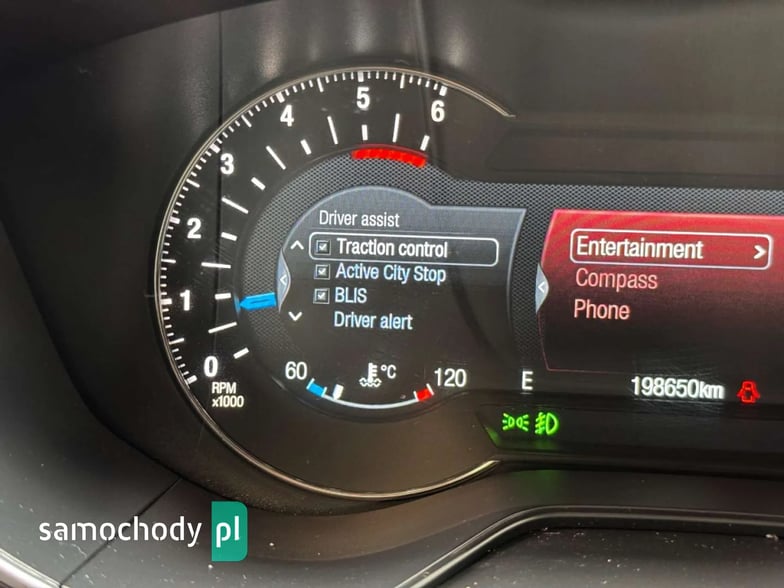 6
5
4
3
2
1
0
RPM
x1000
Driver assist
Traction control
Active City Stop
BLIS
Driver alert
60 °C 120
Entertainment >
Compass
Phone
E 198650km
samochody pl